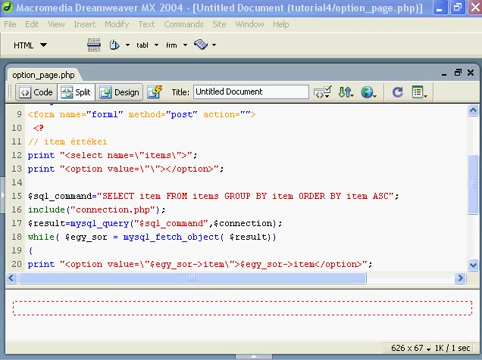 Macromedia Dreamweaver MX 2004 - [Untitled Document (tutorial4/option_page.php)]
File Edit View Insert Modify Text Commands Site Window Help
HTML tabl frm
option_page.php
Code Split Design Title: Untitled Document
9 <form name="form1" method="post" action="">
10 <?
11 // item értékei
12 print "<select name=\"items\">";
13 print "<option value=\"\"></option>";
14
15 $sql_command="SELECT item FROM items GROUP BY item ORDER BY item ASC";
16 include("connection.php");
17 $result=mysql_query("$sql_command",$connection);
18 while( $egy_sor = mysql_fetch_object( $result))
19 {
20 print "<option value=\"$egy_sor->item\">$egy_sor->item</option>";
626 x 67 1K / 1 sec